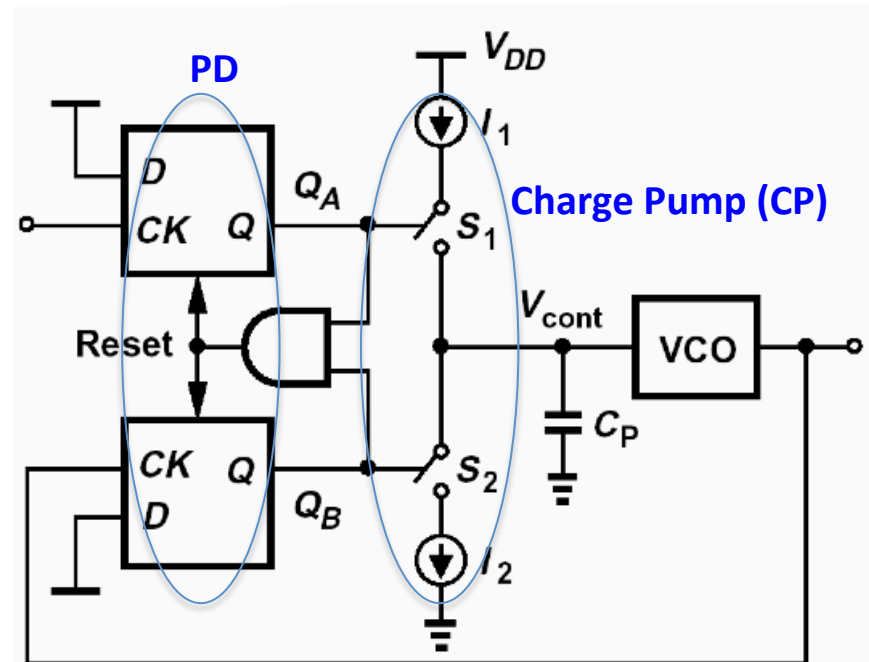 PD
V_DD
I_1
D
Q_A
Charge Pump (CP)
CK Q
S_1
V_cont
Reset
VCO
C_P
CK Q
S_2
D
Q_B
I_2